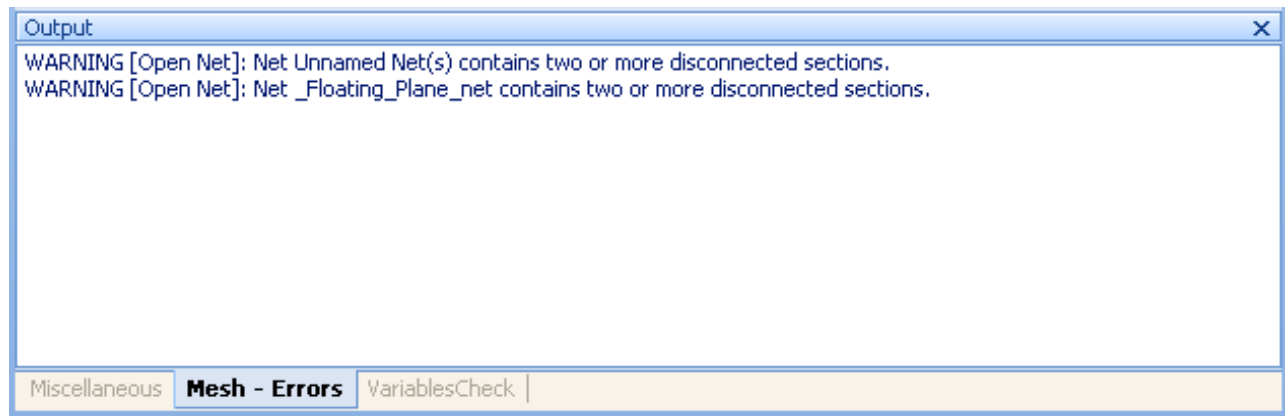 Output
WARNING [Open Net]: Net Unnamed Net(s) contains two or more disconnected sections.
WARNING [Open Net]: Net _Floating_Plane_net contains two or more disconnected sections.
Miscellaneous Mesh - Errors VariablesCheck